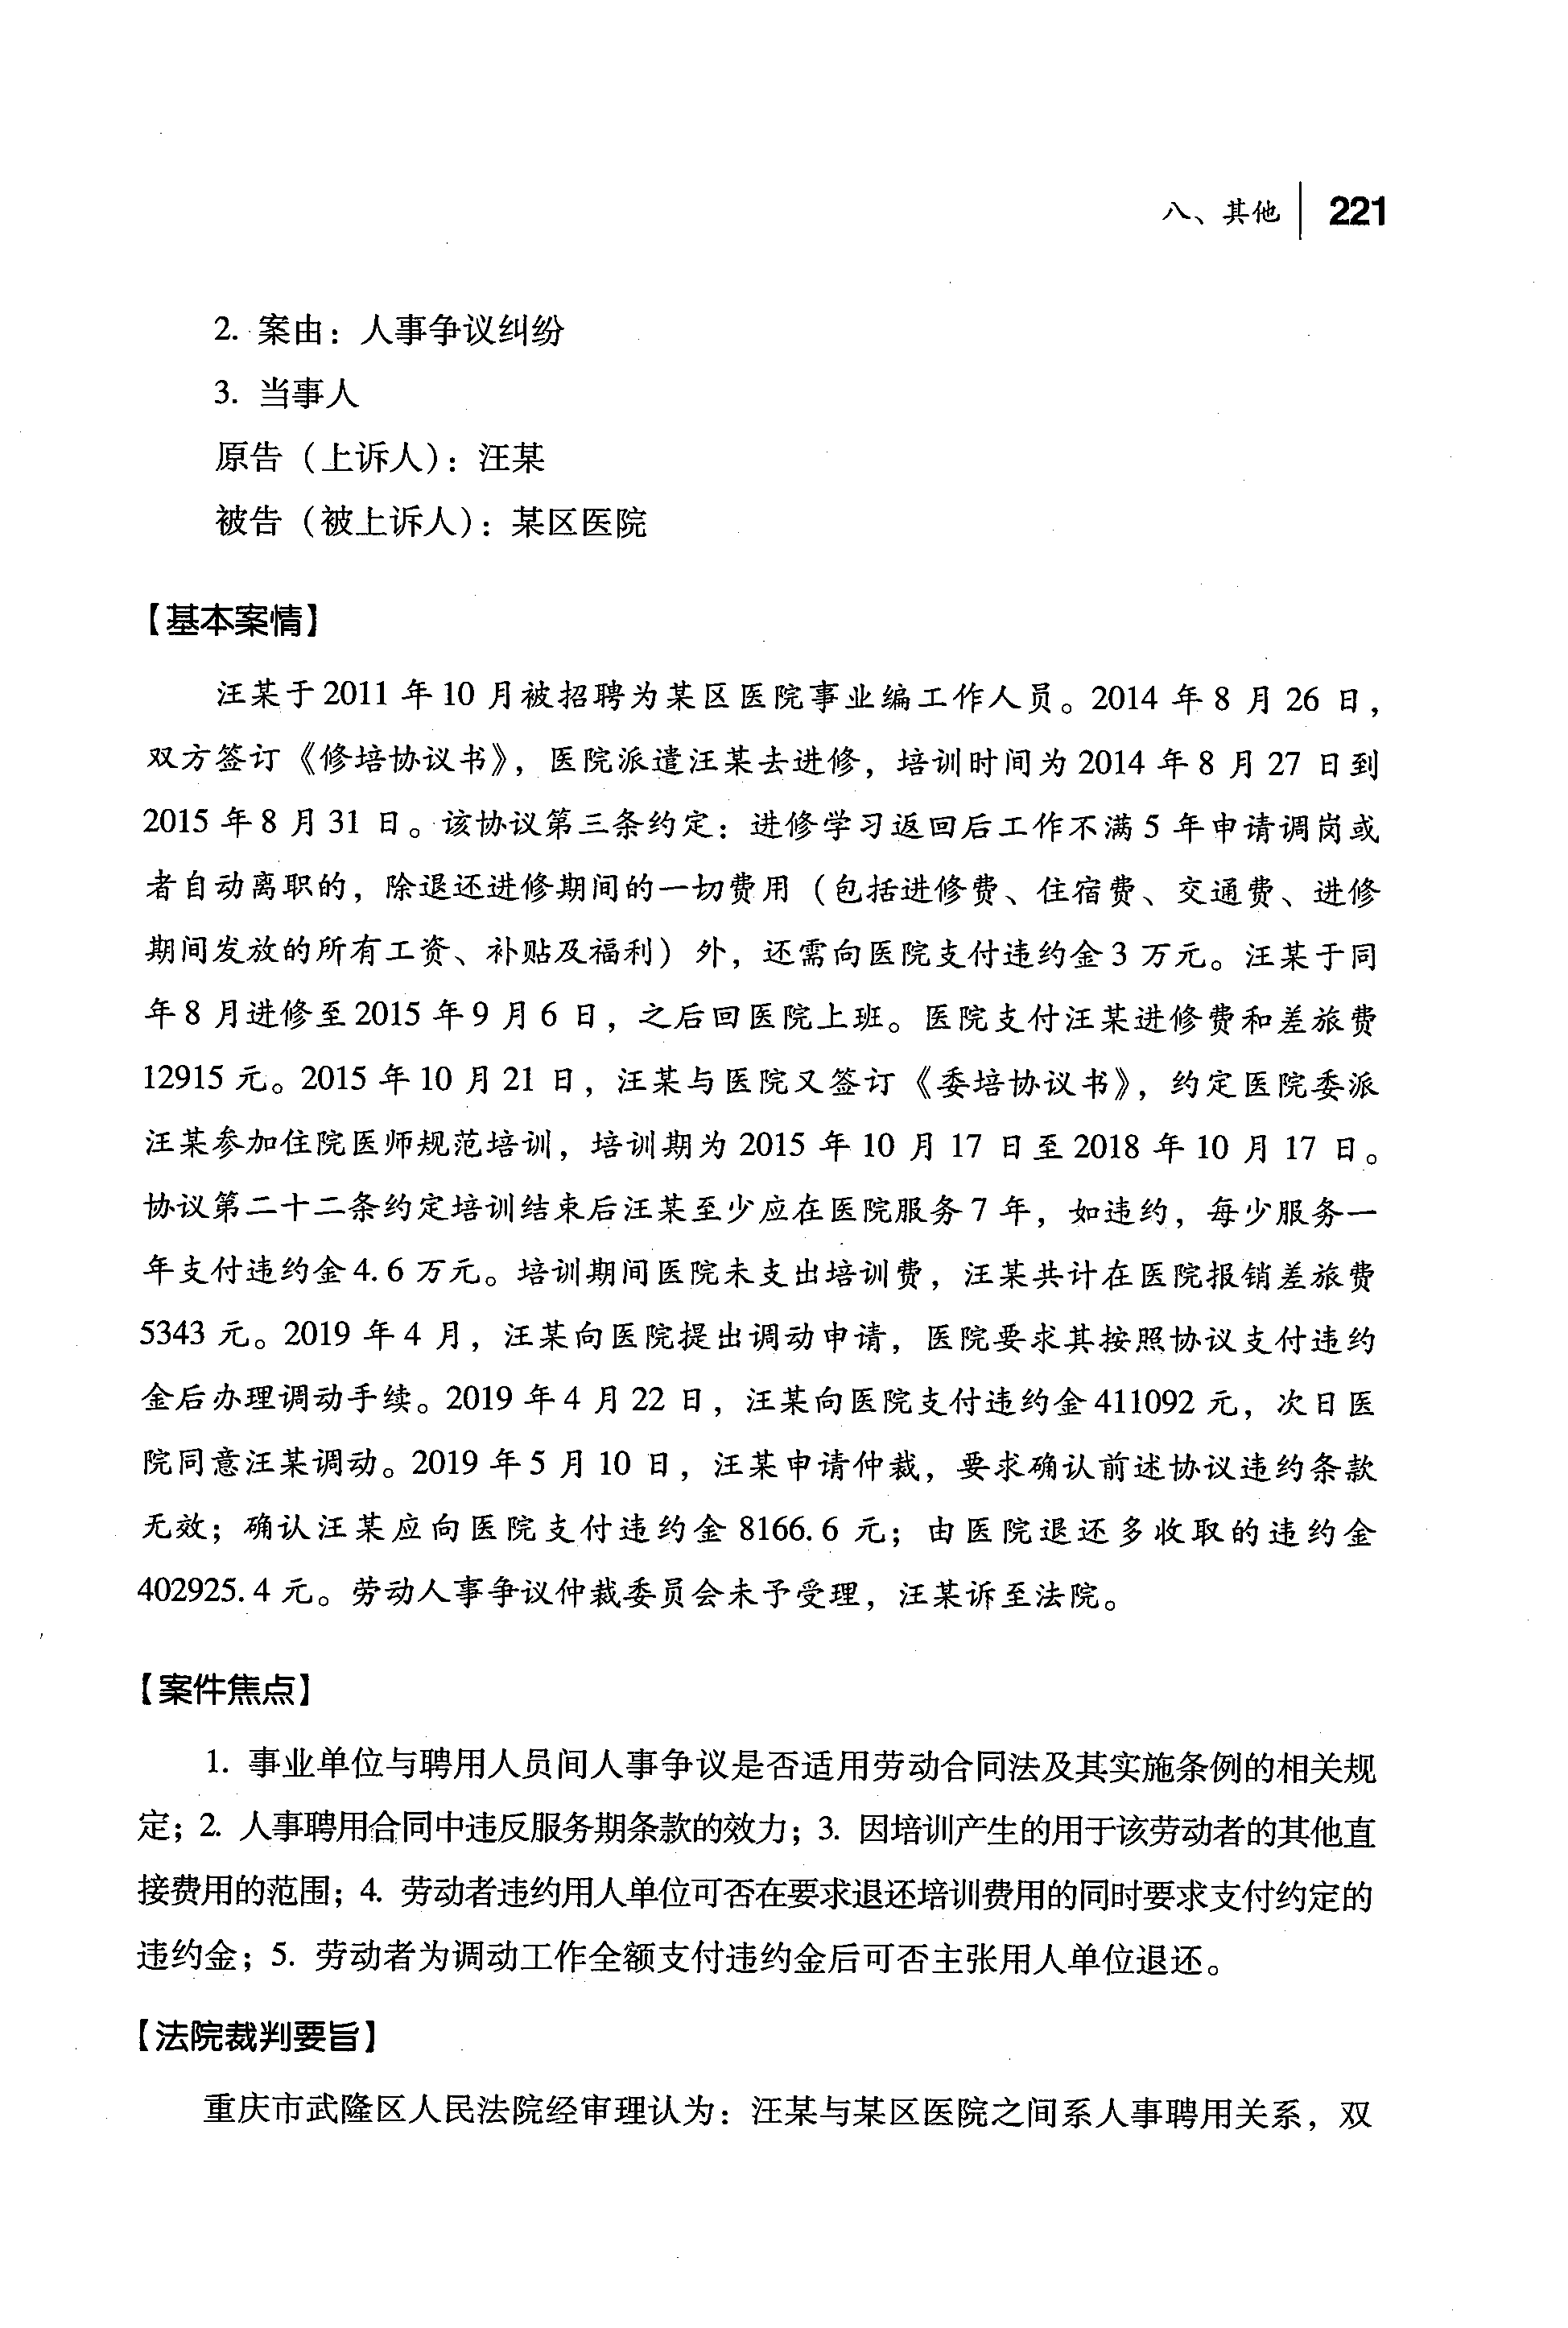 八、其他 221
2. 案由：人事争议纠纷
3. 当事人
原告（上诉人）：汪某
被告（被上诉人）：某区医院
【基本案情】
汪某于2011年10月被招聘为某区医院事业编工作人员。2014年8月26日，
双方签订《修培协议书》，医院派遣汪某去进修，培训时间为2014年8月27日到
2015年8月31日。该协议第三条约定：进修学习返回后工作不满5年申请调岗或
者自动离职的，除退还进修期间的一切费用（包括进修费、住宿费、交通费、进修
期间发放的所有工资、补贴及福利）外，还需向医院支付违约金3万元。汪某于同
年8月进修至2015年9月6日，之后回医院上班。医院支付汪某进修费和差旅费
12915元。2015年10月21日，汪某与医院又签订《委培协议书》，约定医院委派
汪某参加住院医师规范培训，培训期为2015年10月17日至2018年10月17日。
协议第二十二条约定培训结束后汪某至少应在医院服务7年，如违约，每少服务一
年支付违约金4.6万元。培训期间医院未支出培训费，汪某共计在医院报销差旅费
5343元。2019年4月，汪某向医院提出调动申请，医院要求其按照协议支付违约
金后办理调动手续。2019年4月22日，汪某向医院支付违约金411092元，次日医
院同意汪某调动。2019年5月10日，汪某申请仲裁，要求确认前述协议违约条款
无效；确认汪某应向医院支付违约金8166.6元；由医院退还多收取的违约金
402925.4元。劳动人事争议仲裁委员会未予受理，汪某诉至法院。
【案件焦点】
1. 事业单位与聘用人员间人事争议是否适用劳动合同法及其实施条例的相关规
定；2. 人事聘用合同中违反服务期条款的效力；3. 因培训产生的用于该劳动者的其他直
接费用的范围；4. 劳动者违约用人单位可否在要求退还培训费用的同时要求支付约定的
违约金；5. 劳动者为调动工作全额支付违约金后可否主张用人单位退还。
【法院裁判要旨】
重庆市武隆区人民法院经审理认为：汪某与某区医院之间系人事聘用关系，双